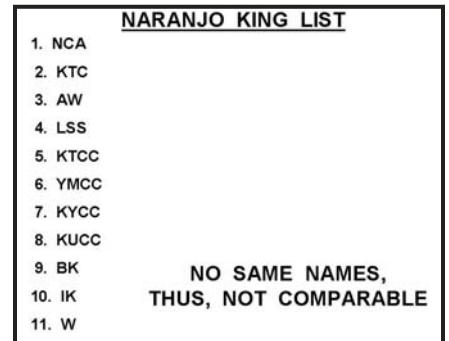 NARANJO KING LIST
1. NCA
2. KTC
3. AW
4. LSS
5. KTCC
6. YMCC
7. KYCC
8. KUCC
9. BK
10. IK
11. W
NO SAME NAMES,
THUS, NOT COMPARABLE